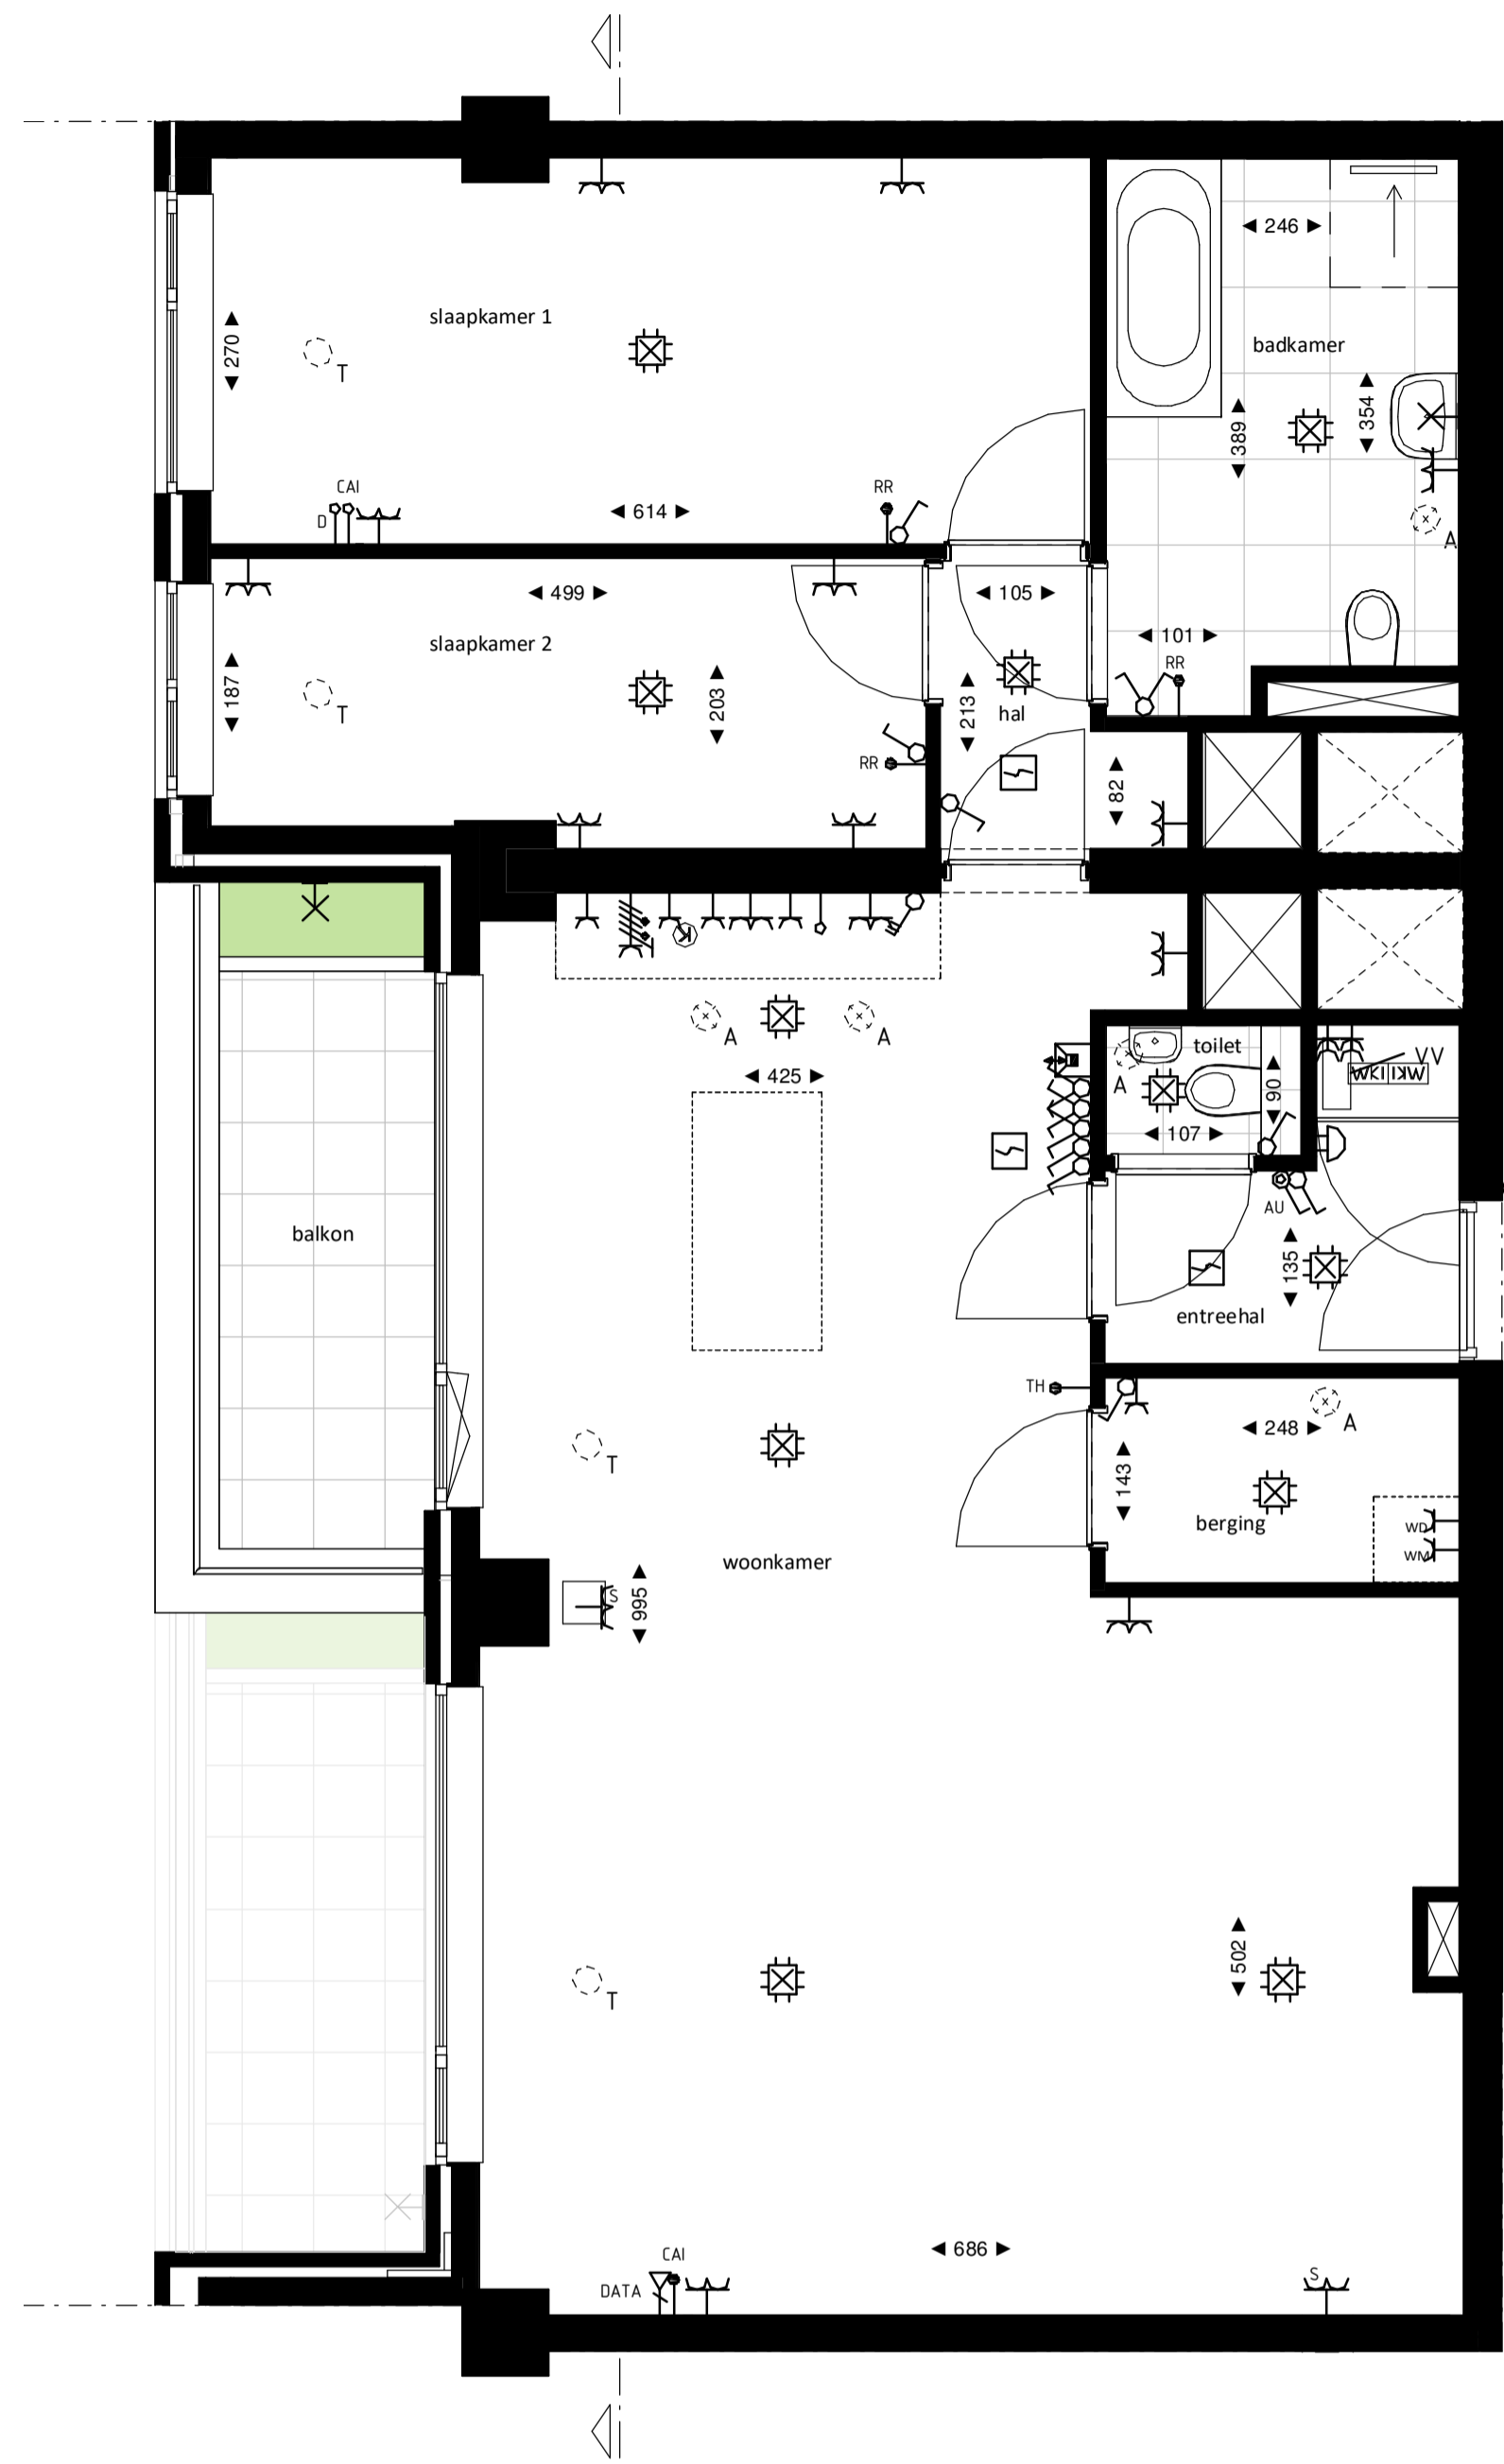 ◄ 246 ►
slaapkamer 1
◄ 270 ►
T
badkamer
◄ 354 ►
◄ 389 ►
CAI
D
◄ 614 ►
RR
A
◄ 499 ►
◄ 105 ►
slaapkamer 2
◄ 101 ►
RR
◄ 187 ►
T
◄ 203 ►
◄ 213 ►
hal
RR
◄ 82 ►
A
A
toilet
VV
WKI
◄ 425 ►
A
◄ 90 ►
◄ 107 ►
balkon
AU
◄ 135 ►
entreehal
TH
◄ 248 ►
A
T
◄ 143 ►
berging
WD
WM
woonkamer
S
◄ 995 ►
◄ 502 ►
T
◄ 686 ►
CAI
DATA
S